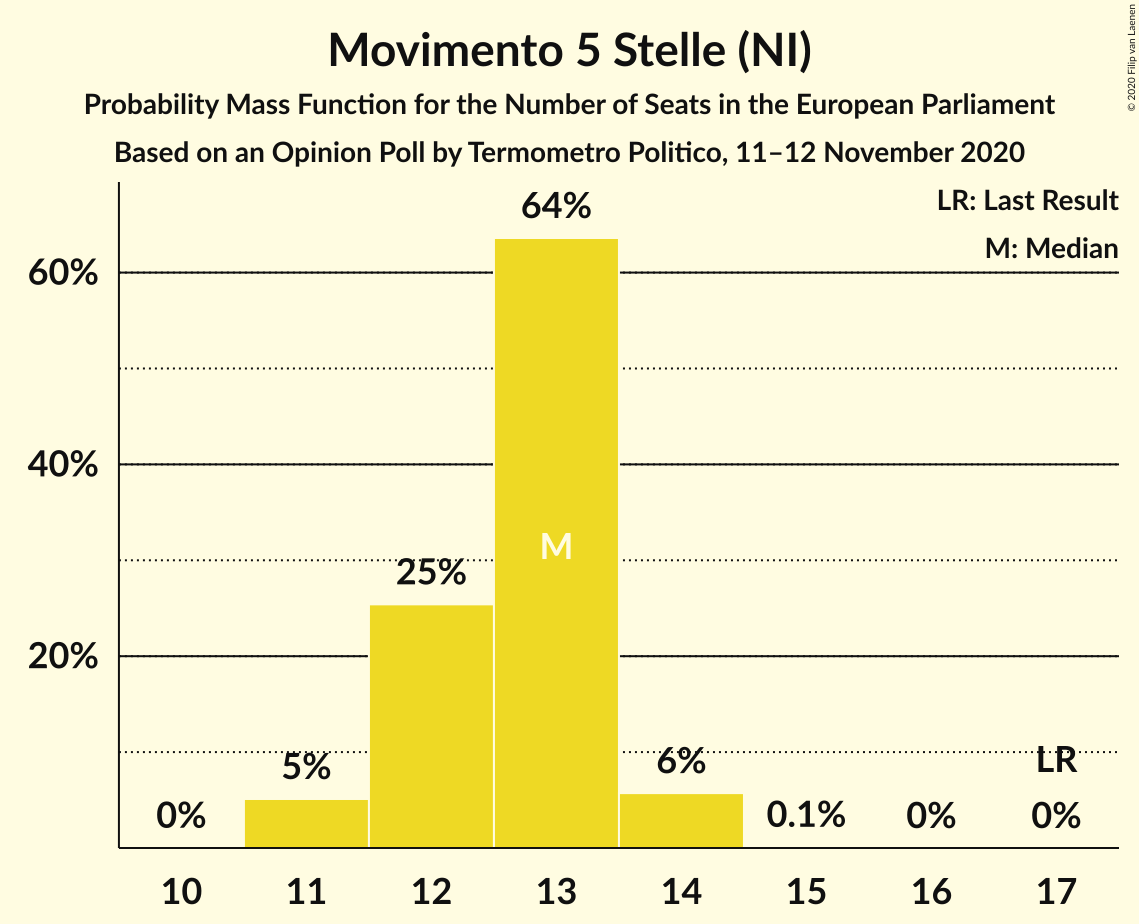 Movimento 5 Stelle (NI)
Probability Mass Function for the Number of Seats in the European Parliament
Based on an Opinion Poll by Termometro Politico, 11–12 November 2020
© 2020 Filip van Laenen
LR: Last Result
M: Median
60%
40%
20%
0%
5%
25%
64%
M
6%
0.1%
0%
LR
0%
10
11
12
13
14
15
16
17